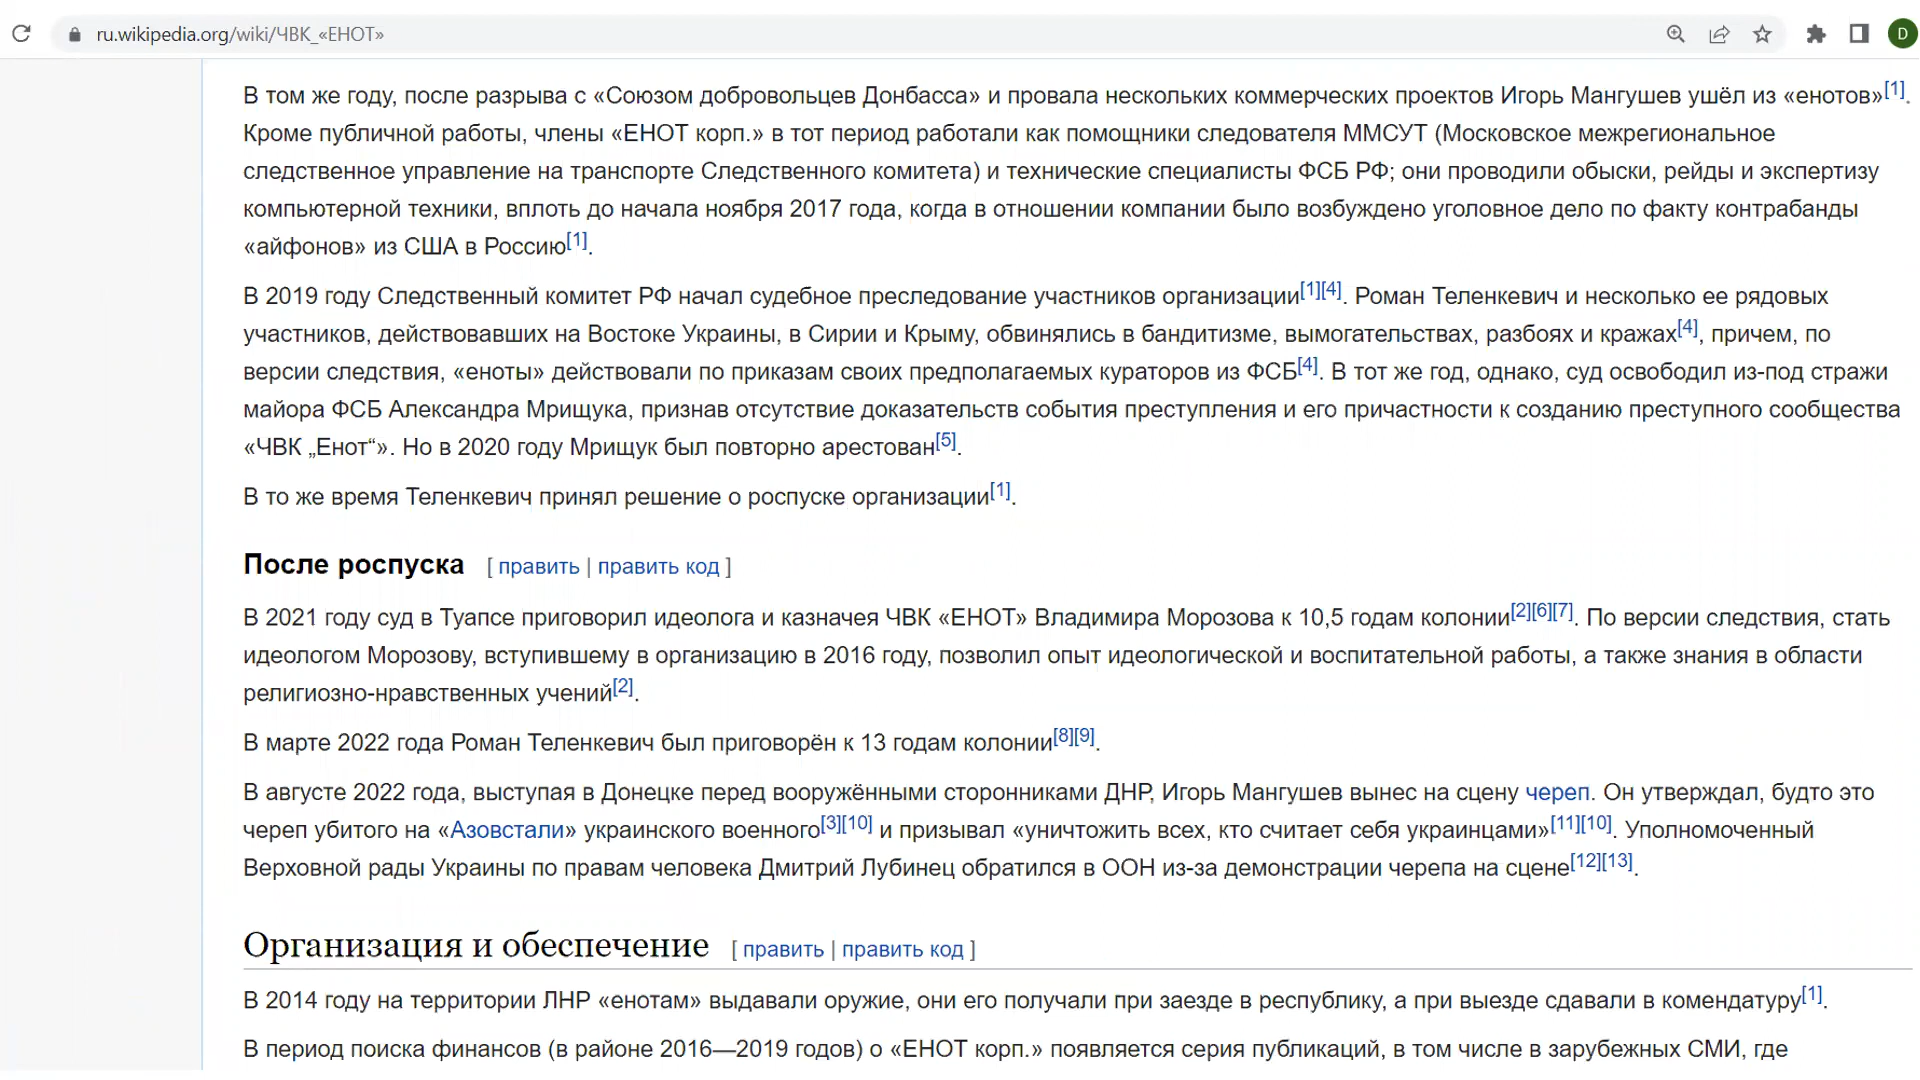 ru.wikipedia.org/wiki/ЧВК_«ЕНОТ»
D
В том же году, после разрыва с «Союзом добровольцев Донбасса» и провала нескольких коммерческих проектов Игорь Мангушев ушёл из «енотов»[1].
Кроме публичной работы, члены «ЕНОТ корп.» в тот период работали как помощники следователя ММСУТ (Московское межрегиональное
следственное управление на транспорте Следственного комитета) и технические специалисты ФСБ РФ; они проводили обыски, рейды и экспертизу
компьютерной техники, вплоть до начала ноября 2017 года, когда в отношении компании было возбуждено уголовное дело по факту контрабанды
«айфонов» из США в Россию[1].
В 2019 году Следственный комитет РФ начал судебное преследование участников организации[1][4]. Роман Теленкевич и несколько ее рядовых
участников, действовавших на Востоке Украины, в Сирии и Крыму, обвинялись в бандитизме, вымогательствах, разбоях и кражах[4], причем, по
версии следствия, «еноты» действовали по приказам своих предполагаемых кураторов из ФСБ[4]. В тот же год, однако, суд освободил из-под стражи
майора ФСБ Александра Мрищука, признав отсутствие доказательств события преступления и его причастности к созданию преступного сообщества
«ЧВК „Енот“». Но в 2020 году Мрищук был повторно арестован[5].
В то же время Теленкевич принял решение о роспуске организации[1].
После роспуска [ править | править код ]
В 2021 году суд в Туапсе приговорил идеолога и казначея ЧВК «ЕНОТ» Владимира Морозова к 10,5 годам колонии[2][6][7]. По версии следствия, стать
идеологом Морозову, вступившему в организацию в 2016 году, позволил опыт идеологической и воспитательной работы, а также знания в области
религиозно-нравственных учений[2].
В марте 2022 года Роман Теленкевич был приговорён к 13 годам колонии[8][9].
В августе 2022 года, выступая в Донецке перед вооружёнными сторонниками ДНР, Игорь Мангушев вынес на сцену череп. Он утверждал, будто это
череп убитого на «Азовстали» украинского военного[3][10] и призывал «уничтожить всех, кто считает себя украинцами»[11][10]. Уполномоченный
Верховной рады Украины по правам человека Дмитрий Лубинец обратился в ООН из-за демонстрации черепа на сцене[12][13].
Организация и обеспечение [ править | править код ]
В 2014 году на территории ЛНР «енотам» выдавали оружие, они его получали при заезде в республику, а при выезде сдавали в комендатуру[1].
В период поиска финансов (в районе 2016—2019 годов) о «ЕНОТ корп.» появляется серия публикаций, в том числе в зарубежных СМИ, где